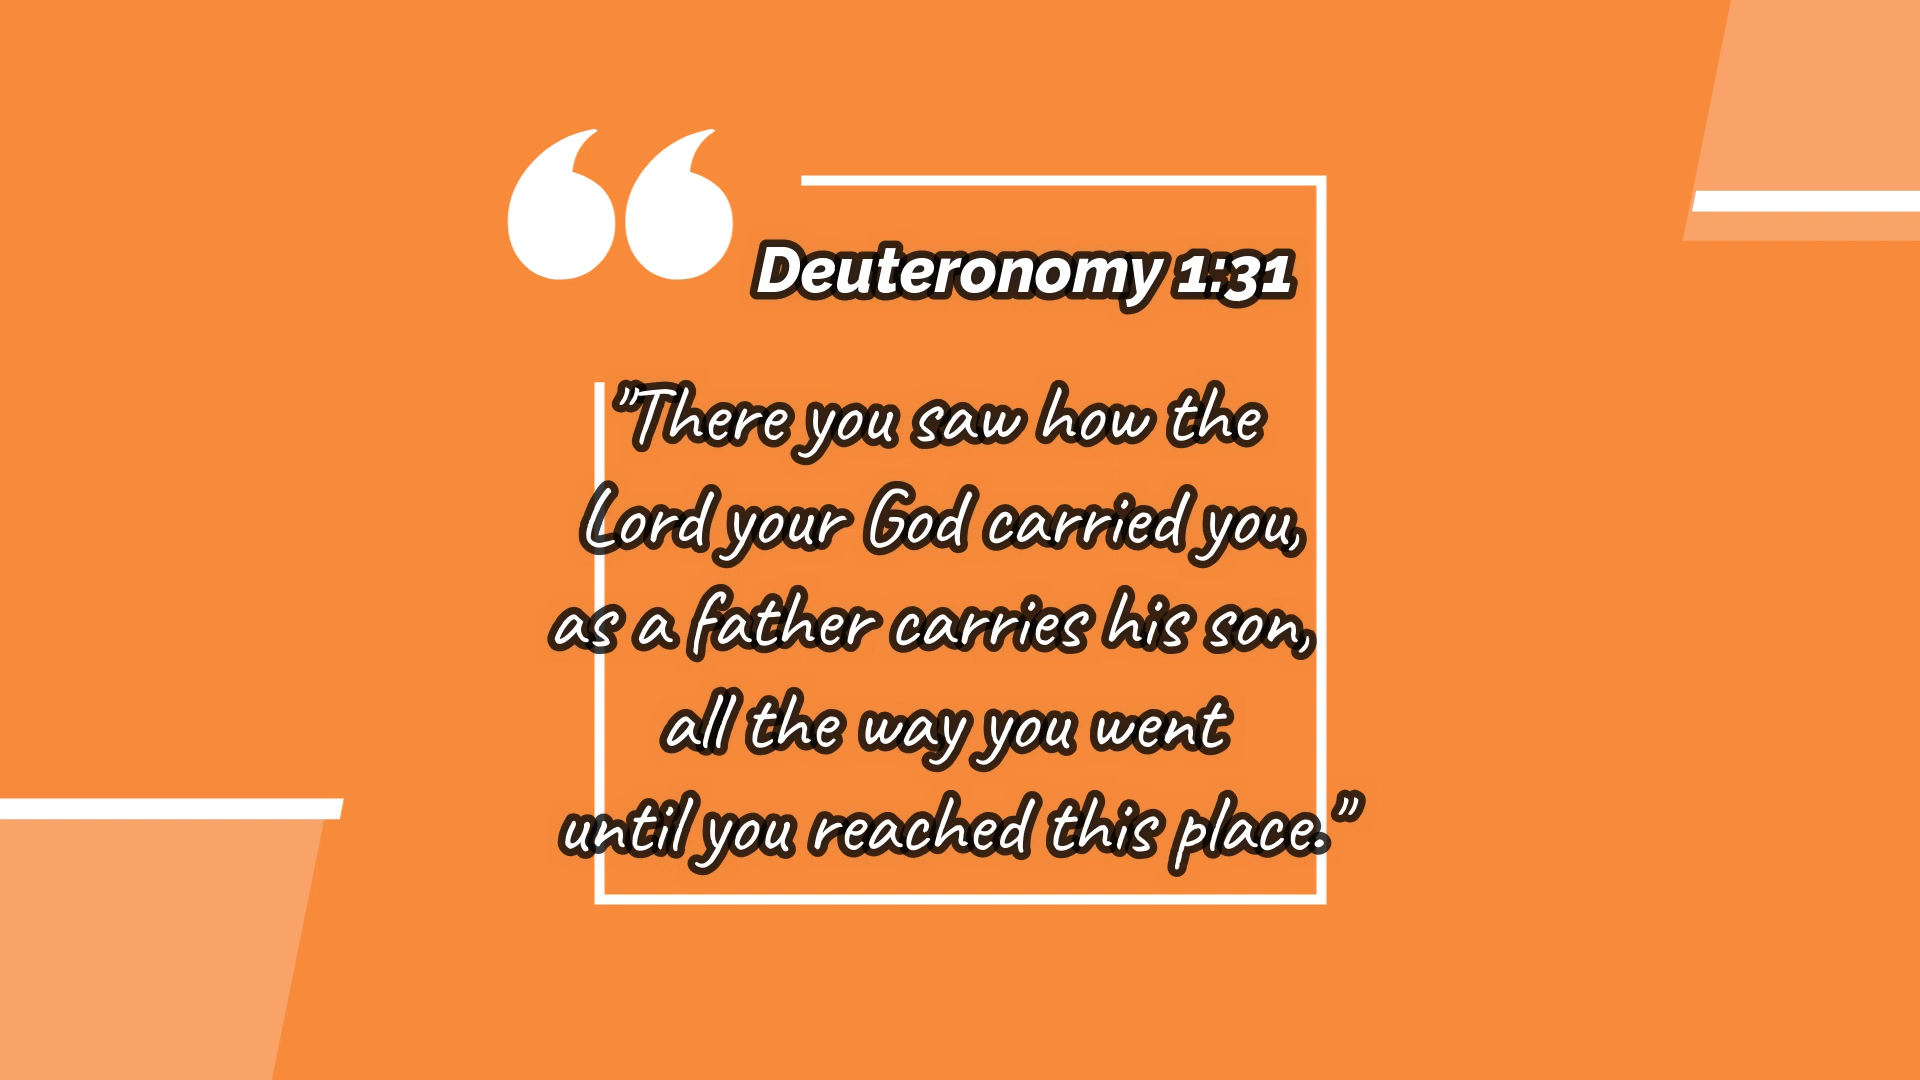 Deuteronomy 1:31
"There you saw how the
Lord your God carried you,
as a father carries his son,
all the way you went
until you reached this place."